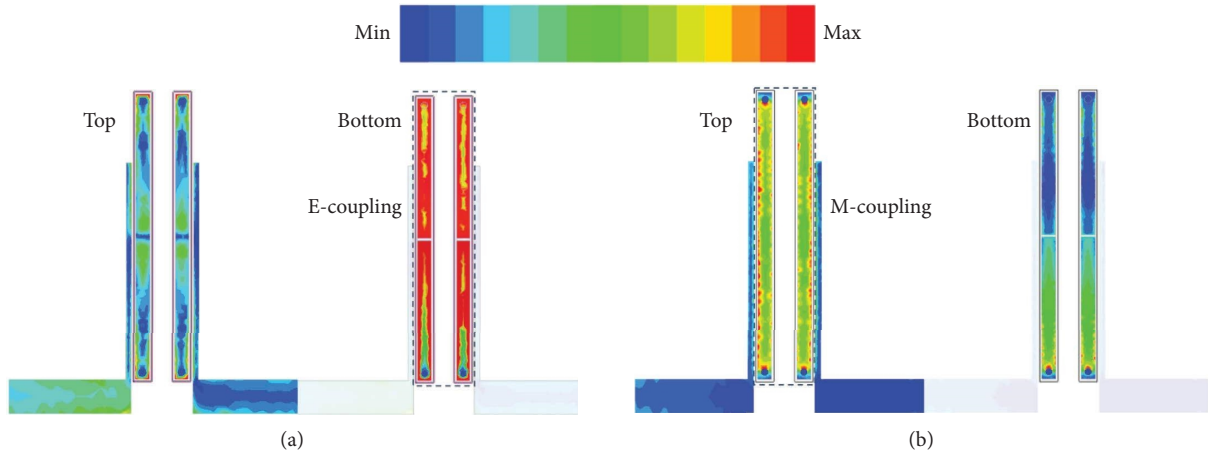 Min
Max
Top
Bottom
E-coupling
Top
Bottom
M-coupling
(a)
(b)